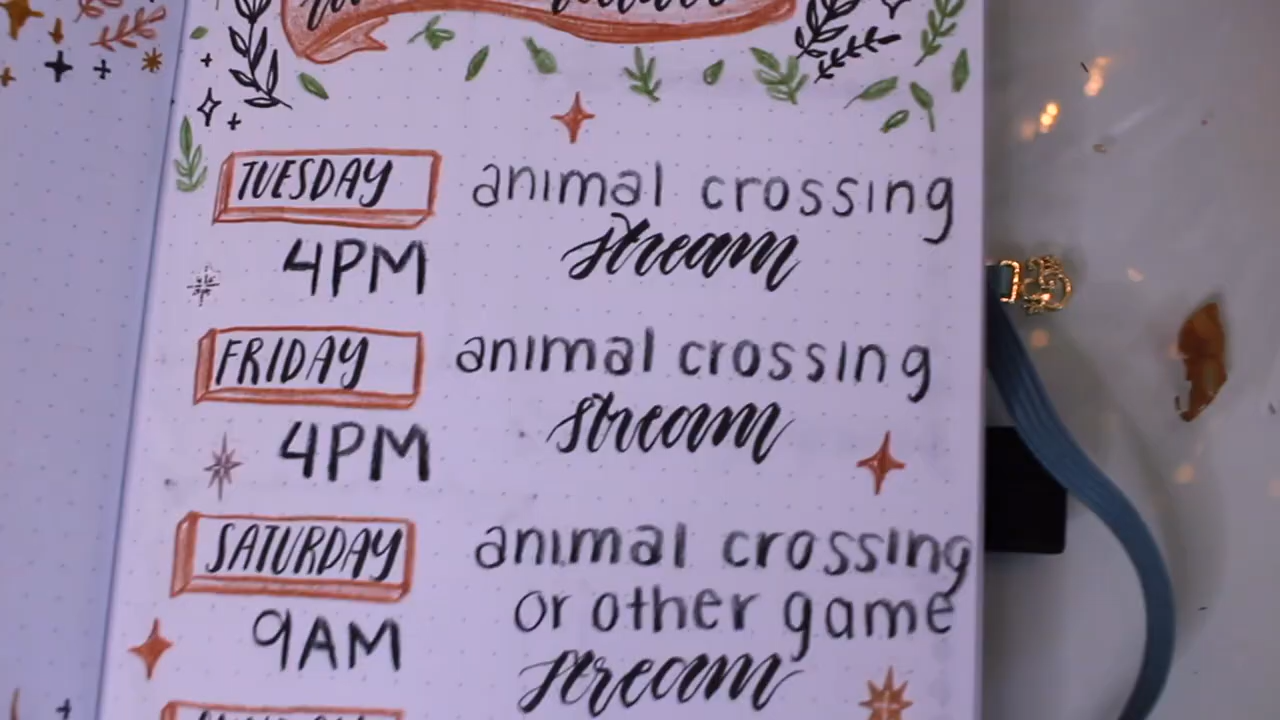 TUESDAY animal crossing
4PM stream
FRIDAY animal crossing
4PM stream
SATURDAY animal crossing
9AM or other game
stream